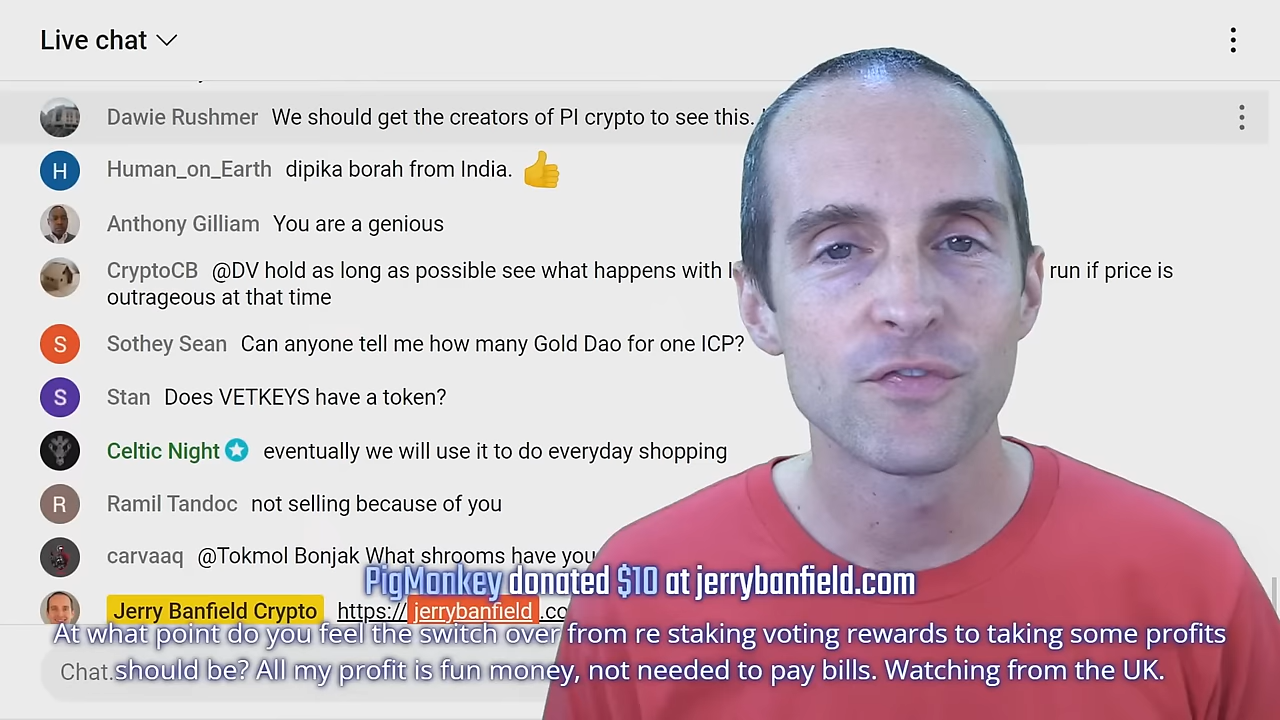 Live chat
Dawie Rushmer We should get the creators of PI crypto to see this.
H Human_on_Earth dipika borah from India.
Anthony Gilliam You are a genious
CryptoCB @DV hold as long as possible see what happens with run if price is
outrageous at that time
S Sothey Sean Can anyone tell me how many Gold Dao for one ICP?
S Stan Does VETKEYS have a token?
Celtic Night eventually we will use it to do everyday shopping
R Ramil Tandoc not selling because of you
carvaaq @Tokmol Bonjak What shrooms have you
PigMonkey donated $10 at jerrybanfield.com
Jerry Banfield Crypto https://jerrybanfield.co
At what point do you feel the switch over from re staking voting rewards to taking some profits
should be? All my profit is fun money, not needed to pay bills. Watching from the UK.
Chat.